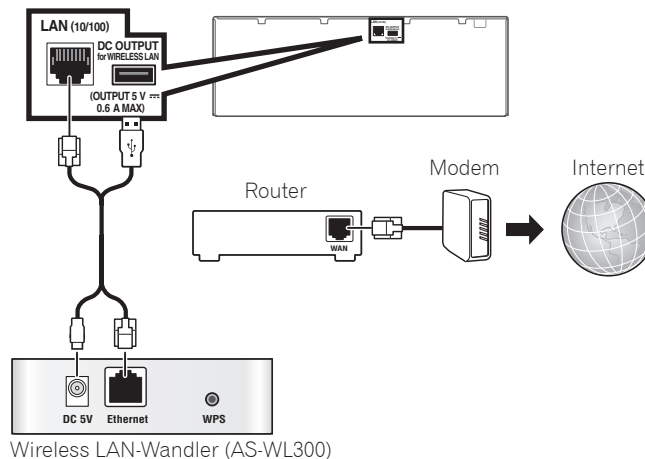 LAN (10/100)
DC OUTPUT
for WIRELESS LAN
(OUTPUT 5 V ⎓
0.6 A MAX)
Router
Modem
Internet
WAN
DC 5V
Ethernet
WPS
Wireless LAN-Wandler (AS-WL300)